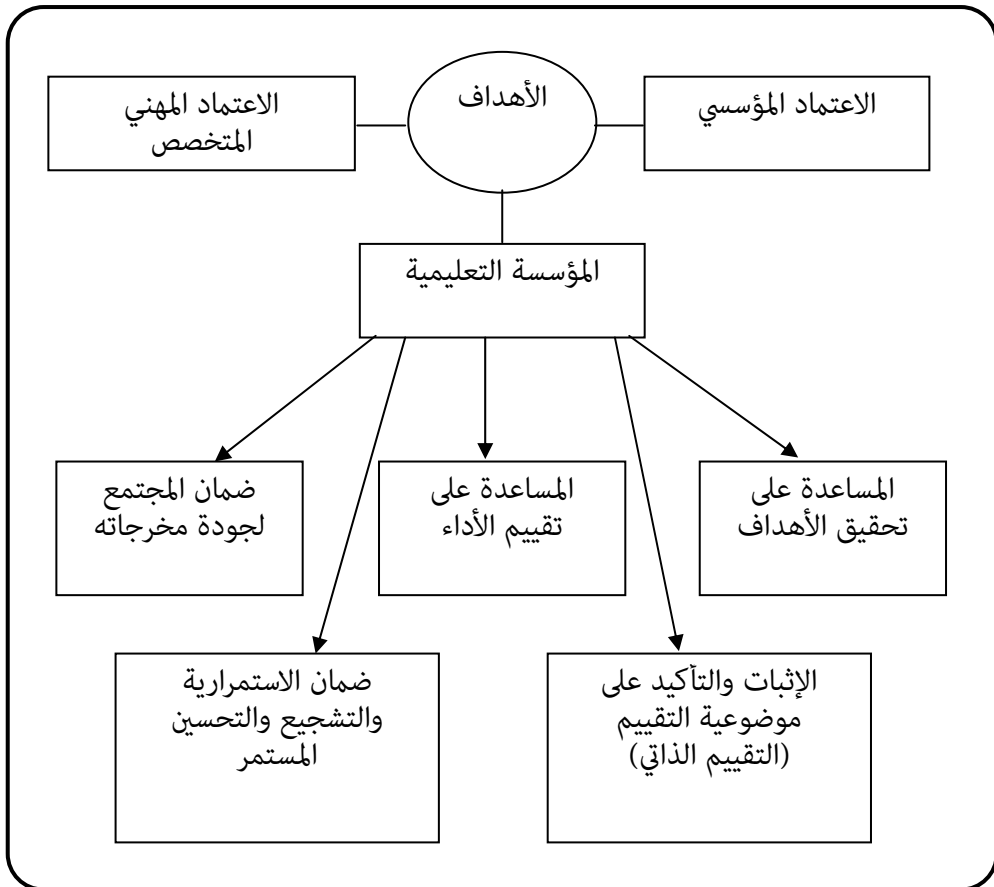 الاعتماد المؤسسي
الأهداف
الاعتماد المهني
المتخصص
المؤسسة التعليمية
المساعدة على
تحقيق الأهداف
المساعدة على
تقييم الأداء
ضمان المجتمع
لجودة مخرجاته
الإثبات والتأكيد على
موضوعية التقييم
(التقييم الذاتي)
ضمان الاستمرارية
والتشجيع والتحسين
المستمر